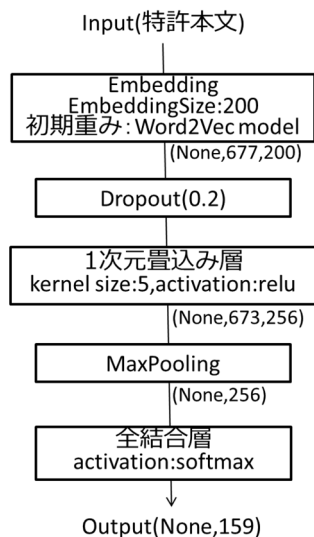 Input(特許本文)
Embedding
EmbeddingSize:200
初期重み：Word2Vec model
(None,677,200)
Dropout(0.2)
1次元畳込み層
kernel size:5,activation:relu
(None,673,256)
MaxPooling
(None,256)
全結合層
activation:softmax
Output(None,159)